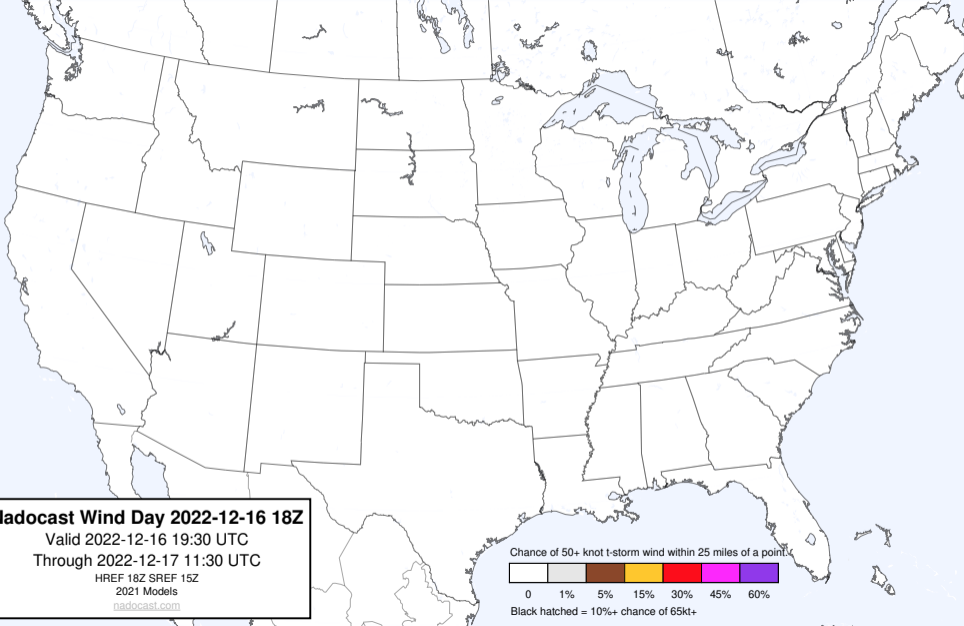 adocast Wind Day 2022-12-16 18Z
Valid 2022-12-16 19:30 UTC
Through 2022-12-17 11:30 UTC
HREF 18Z SREF 15Z
2021 Models
nadocast.com
Chance of 50+ knot t-storm wind within 25 miles of a point.
0 1% 5% 15% 30% 45% 60%
Black hatched = 10%+ chance of 65kt+